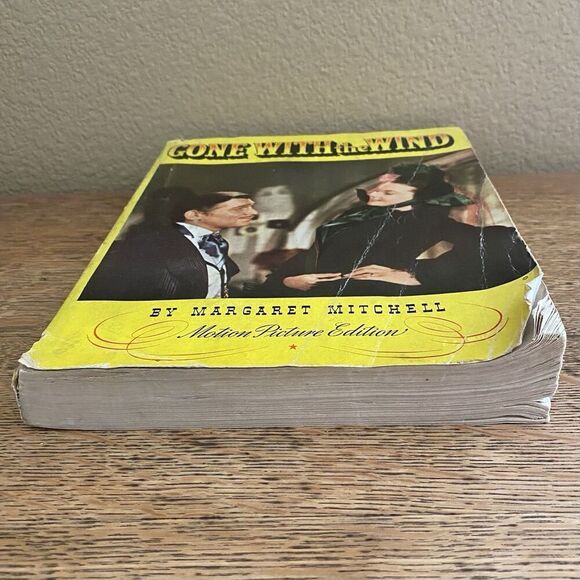 GONE WITH the WIND
BY MARGARET MITCHELL
Motion Picture Edition